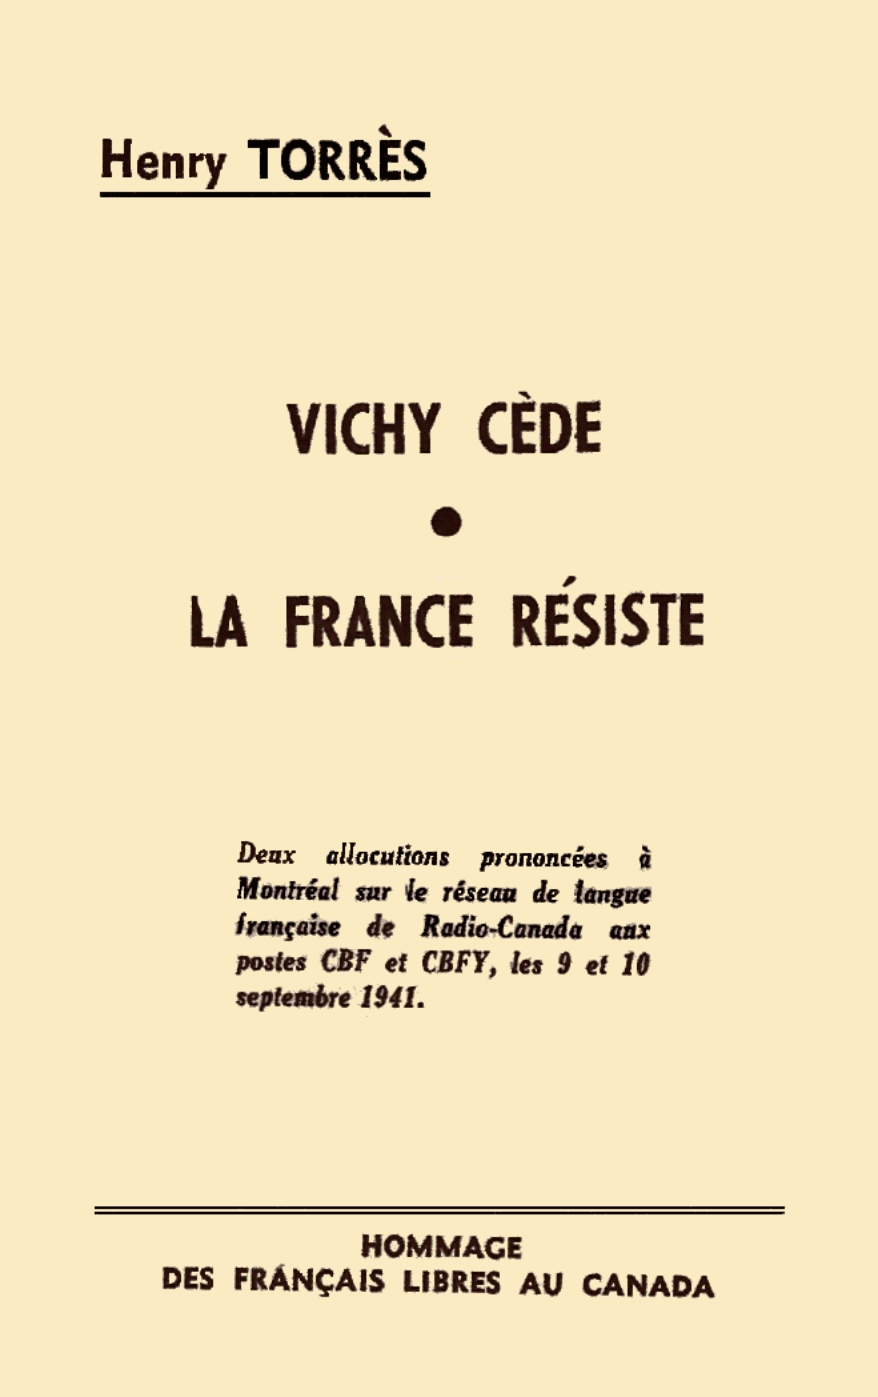 Henry TORRÈS
VICHY CÈDE
●
LA FRANCE RÉSISTE
Deux allocutions prononcées à
Montréal sur le réseau de langue
française de Radio-Canada aux
postes CBF et CBFY, les 9 et 10
septembre 1941.
HOMMAGE
DES FRANÇAIS LIBRES AU CANADA